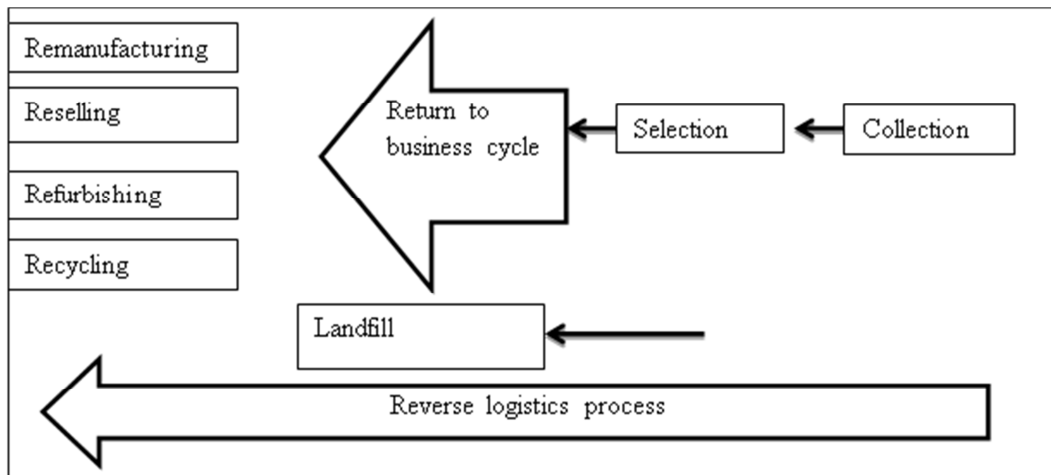 Remanufacturing
Reselling
Refurbishing
Recycling
Return to
business cycle
Selection
Collection
Landfill
Reverse logistics process